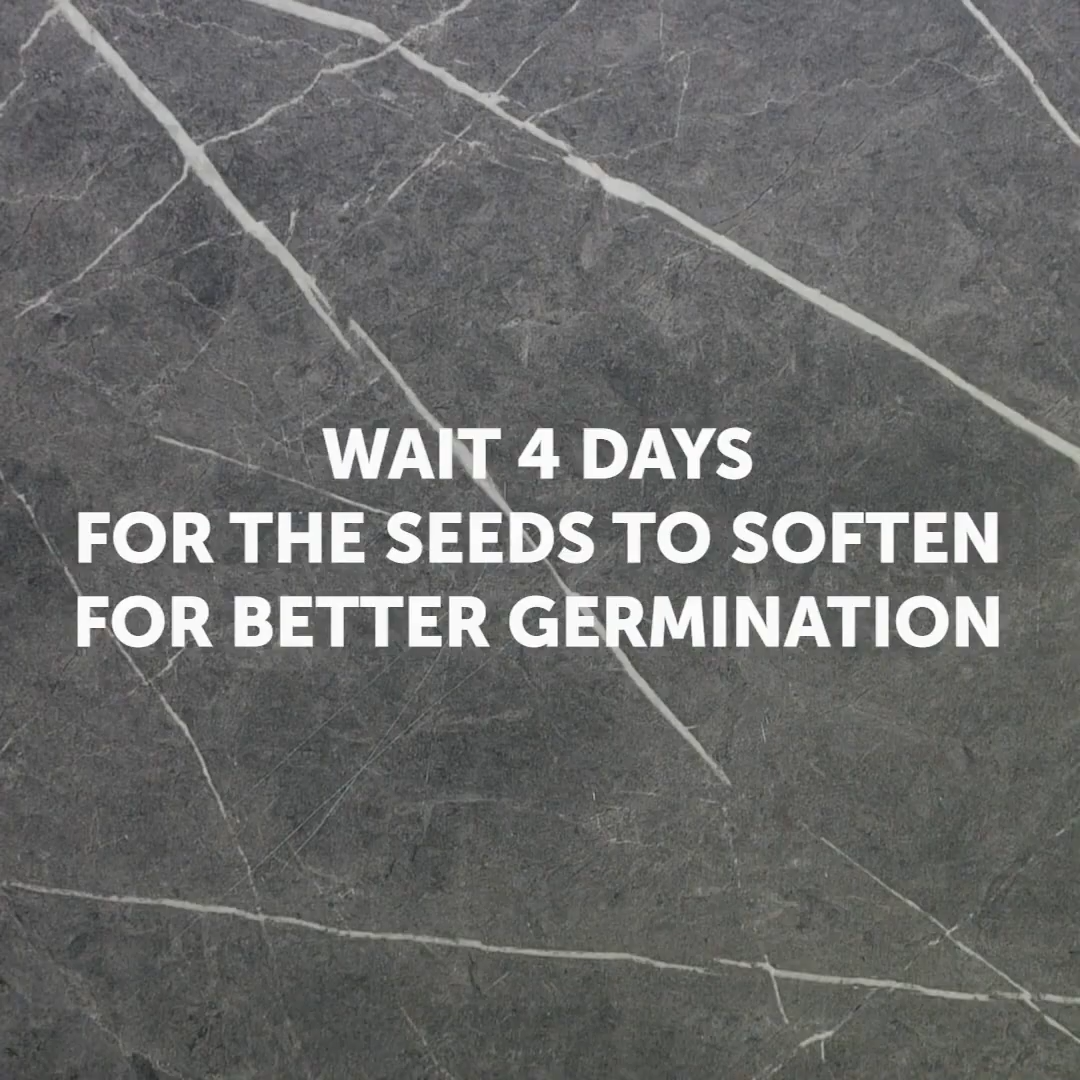 WAIT 4 DAYS
FOR THE SEEDS TO SOFTEN
FOR BETTER GERMINATION